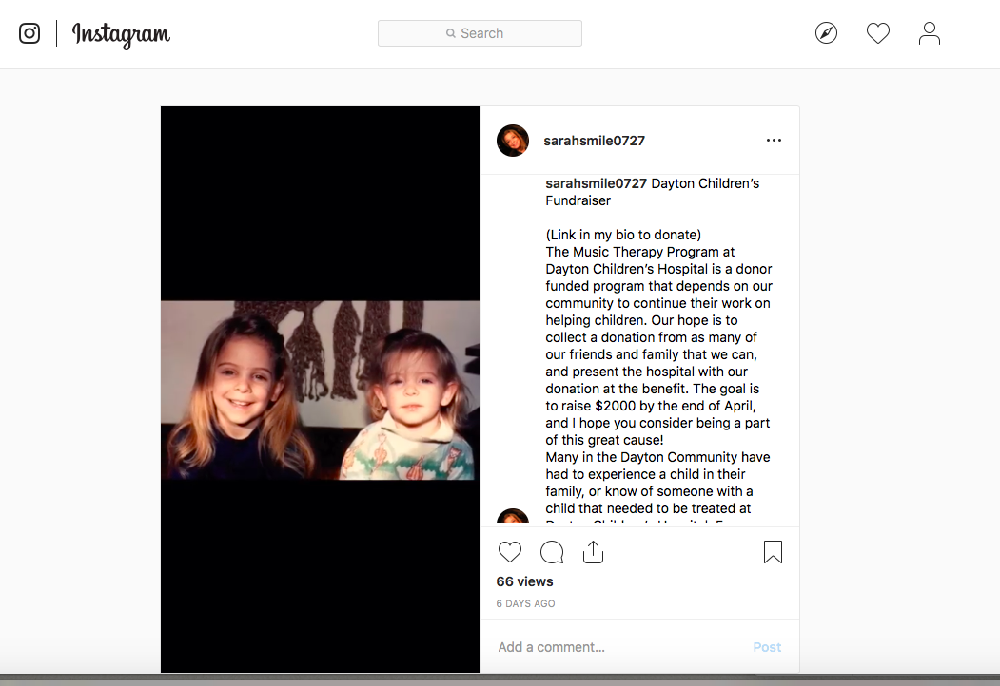 Instagram
Search
sarahsmile0727
sarahsmile0727 Dayton Children’s
Fundraiser
(Link in my bio to donate)
The Music Therapy Program at
Dayton Children’s Hospital is a donor
funded program that depends on our
community to continue their work on
helping children. Our hope is to
collect a donation from as many of
our friends and family that we can,
and present the hospital with our
donation at the benefit. The goal is
to raise $2000 by the end of April,
and I hope you consider being a part
of this great cause!
Many in the Dayton Community have
had to experience a child in their
family, or know of someone with a
child that needed to be treated at
66 views
6 DAYS AGO
Add a comment...
Post